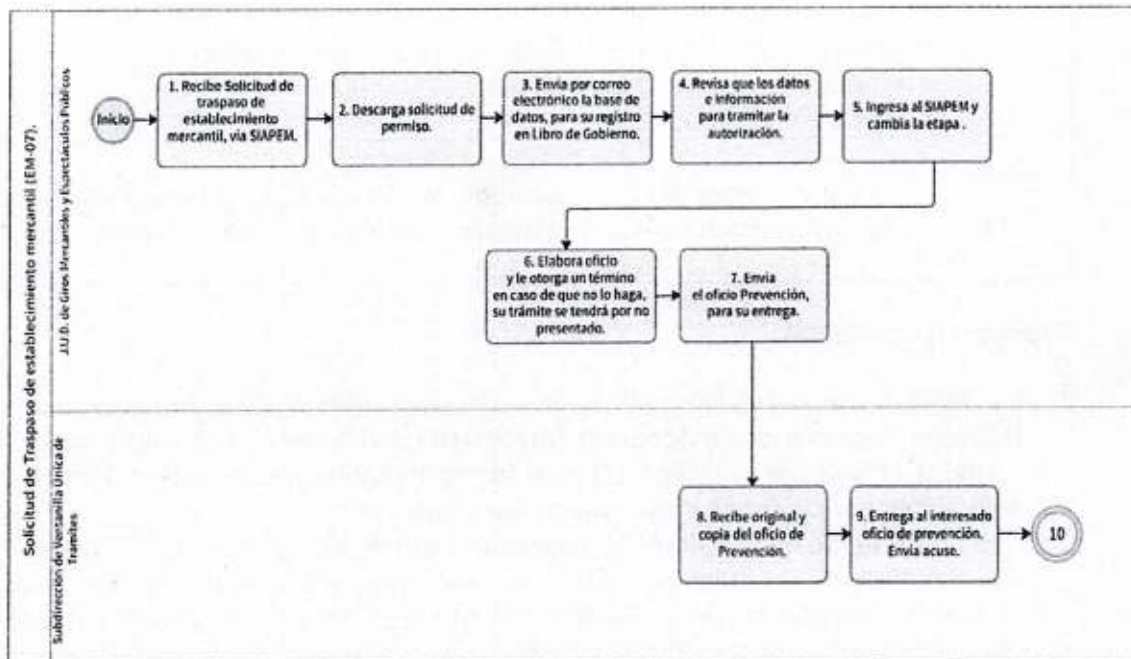 Solicitud de Traspaso de establecimiento mercantil (EM-07).
J.U.D. de Giros Mercantiles y Espectáculos Públicos
Inicio
1. Recibe Solicitud de
traspaso de
establecimiento
mercantil, vía SIAPEM.
2. Descarga solicitud de
permiso.
3. Envia por correo
electrónico la base de
datos, para su registro
en Libro de Gobierno.
4. Revisa que los datos
e información
para tramitar la
autorización.
5. Ingresa al SIAPEM y
cambia la etapa .
6. Elabora oficio
y le otorga un término
en caso de que no lo haga,
su trámite se tendrá por no
presentado.
7. Envia
el oficio Prevención,
para su entrega.
Subdirección de Ventanilla Única de
Trámites
8. Recibe original y
copia del oficio de
Prevención.
9. Entrega al interesado
oficio de prevención.
Envia acuse.
10